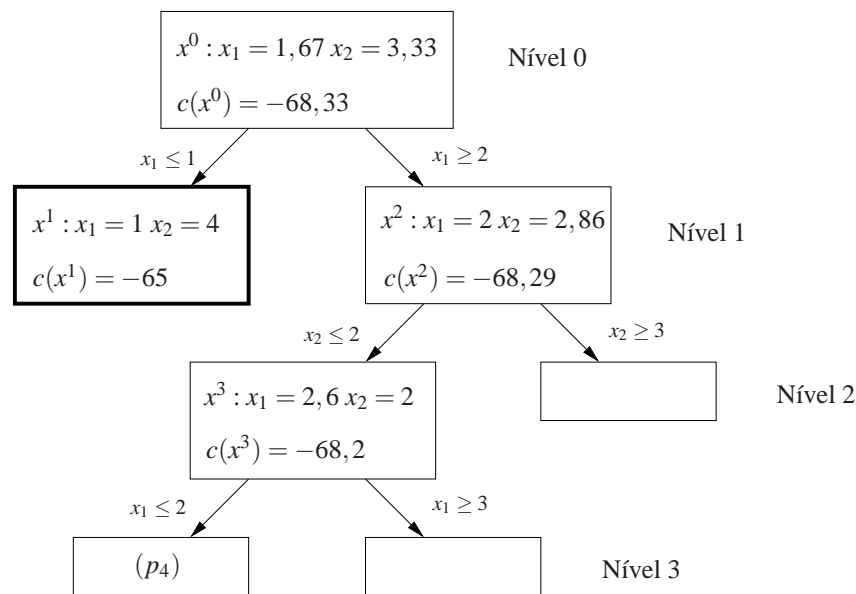 x⁰ : x₁ = 1,67 x₂ = 3,33
c(x⁰) = −68,33
Nível 0
x₁ ≤ 1
x₁ ≥ 2
x¹ : x₁ = 1 x₂ = 4
c(x¹) = −65
x² : x₁ = 2 x₂ = 2,86
c(x²) = −68,29
Nível 1
x₂ ≤ 2
x₂ ≥ 3
x³ : x₁ = 2,6 x₂ = 2
c(x³) = −68,2
Nível 2
x₁ ≤ 2
x₁ ≥ 3
(p₄)
Nível 3